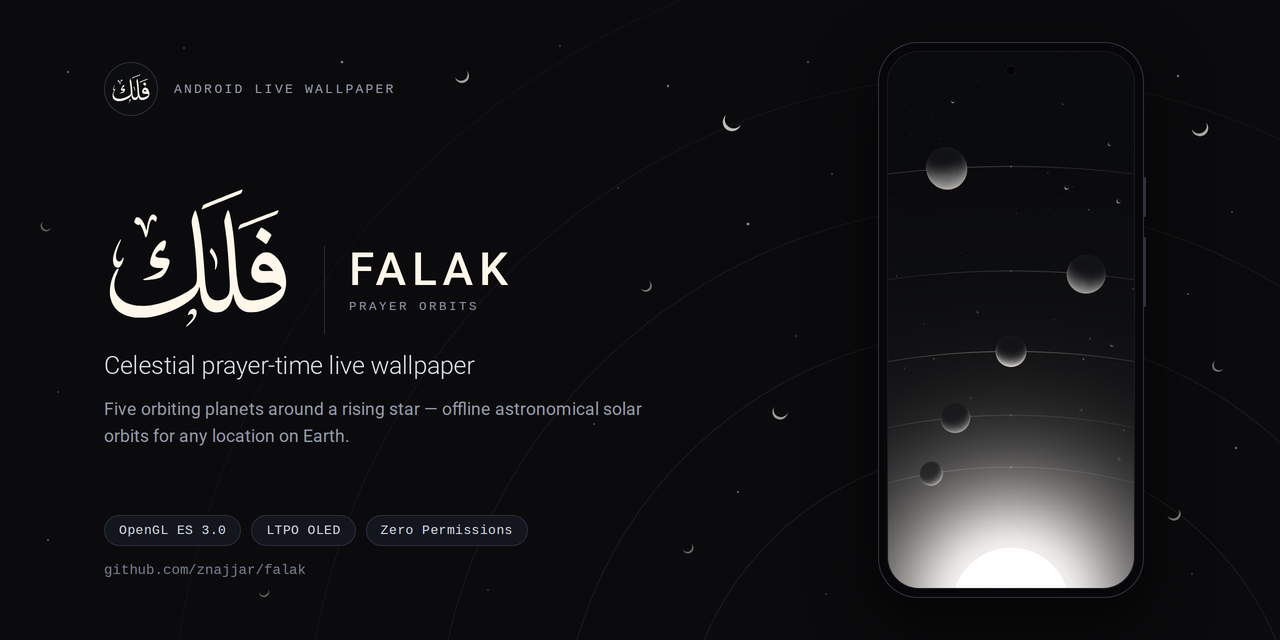 فَلَك
ANDROID LIVE WALLPAPER
فَلَك
FALAK
PRAYER ORBITS
Celestial prayer-time live wallpaper
Five orbiting planets around a rising star — offline astronomical solar
orbits for any location on Earth.
OpenGL ES 3.0
LTPO OLED
Zero Permissions
github.com/znajjar/falak